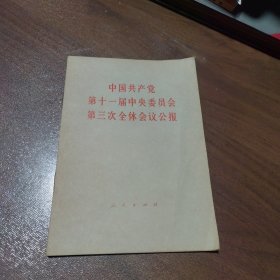 中国共产党
第十一届中央委员会
第三次全体会议公报
人民出版社